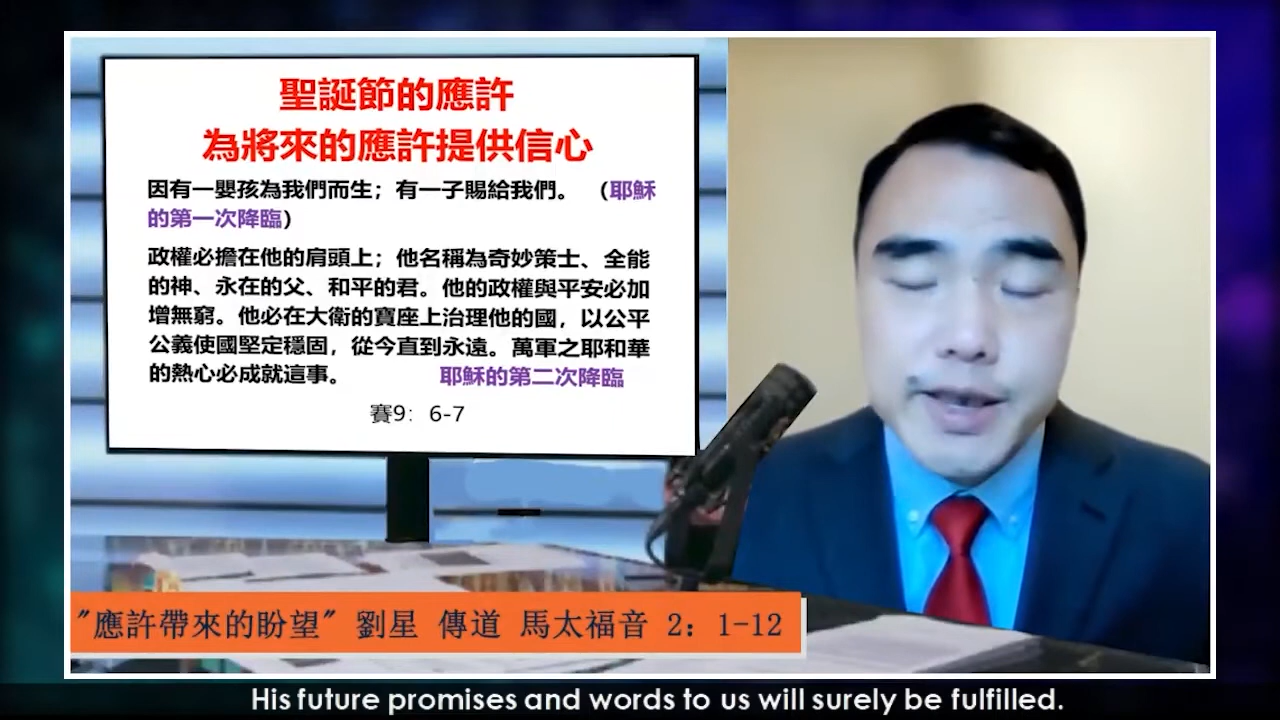 聖誕節的應許
為將來的應許提供信心
因有一嬰孩為我們而生；有一子賜給我們。 （耶穌
的第一次降臨）
政權必擔在他的肩頭上；他名稱為奇妙策士、全能
的神、永在的父、和平的君。他的政權與平安必加
增無窮。他必在大衛的寶座上治理他的國，以公平
公義使國堅定穩固，從今直到永遠。萬軍之耶和華
的熱心必成就這事。 耶穌的第二次降臨
賽9：6-7
"應許帶來的盼望" 劉星 傳道 馬太福音 2：1-12
His future promises and words to us will surely be fulfilled.